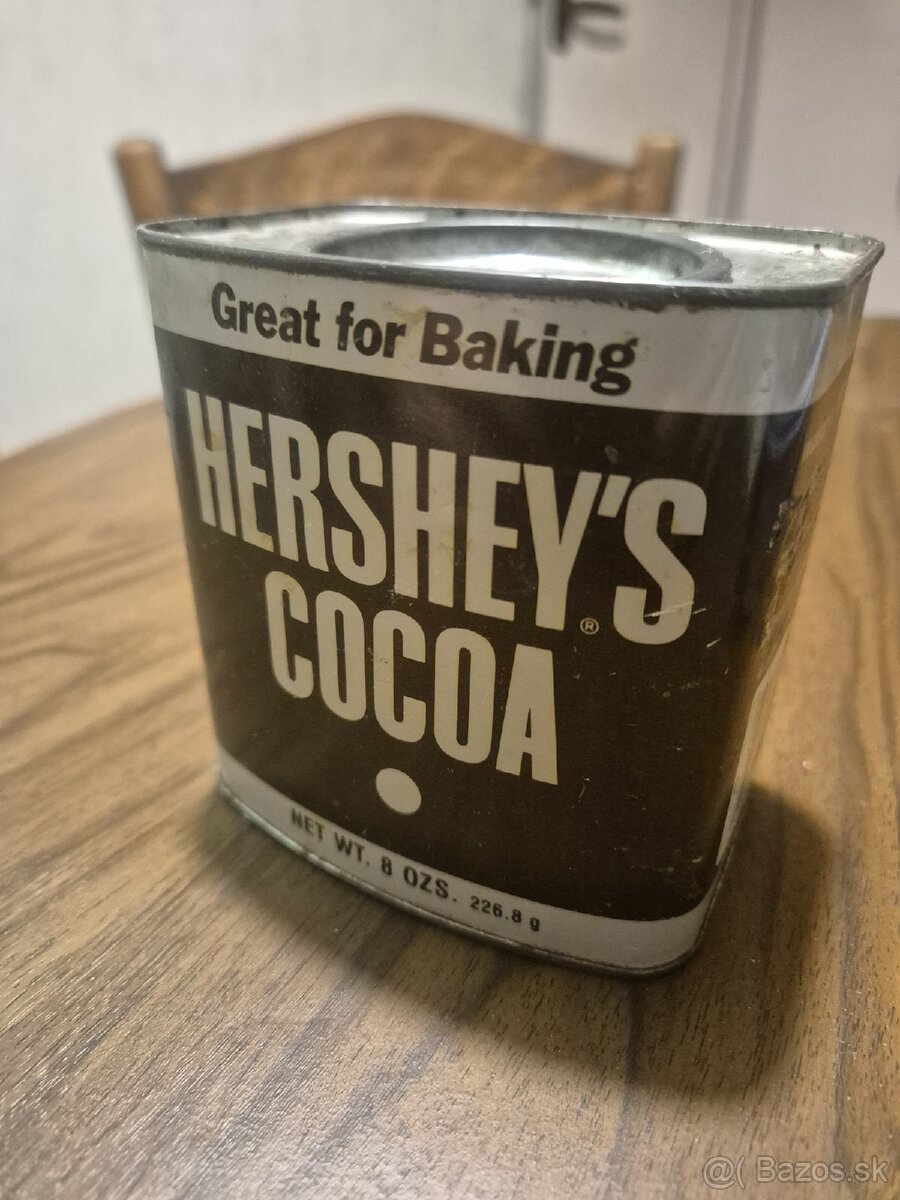 Great for Baking
HERSHEY'S®
COCOA
NET WT. 8 OZS. 226.8 g
@( Bazos.sk